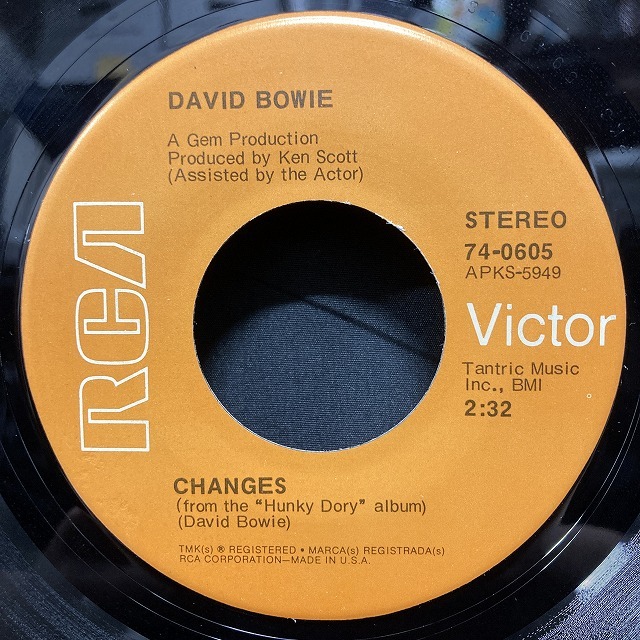 DAVID BOWIE
A Gem Production
Produced by Ken Scott
(Assisted by the Actor)
RCA
STEREO
74-0605
APKS-5949
Victor
Tantric Music
Inc., BMI
2:32
CHANGES
(from the "Hunky Dory" album)
(David Bowie)
TMK(s) ® REGISTERED • MARCA(s) REGISTRADA(s)
RCA CORPORATION—MADE IN U.S.A.